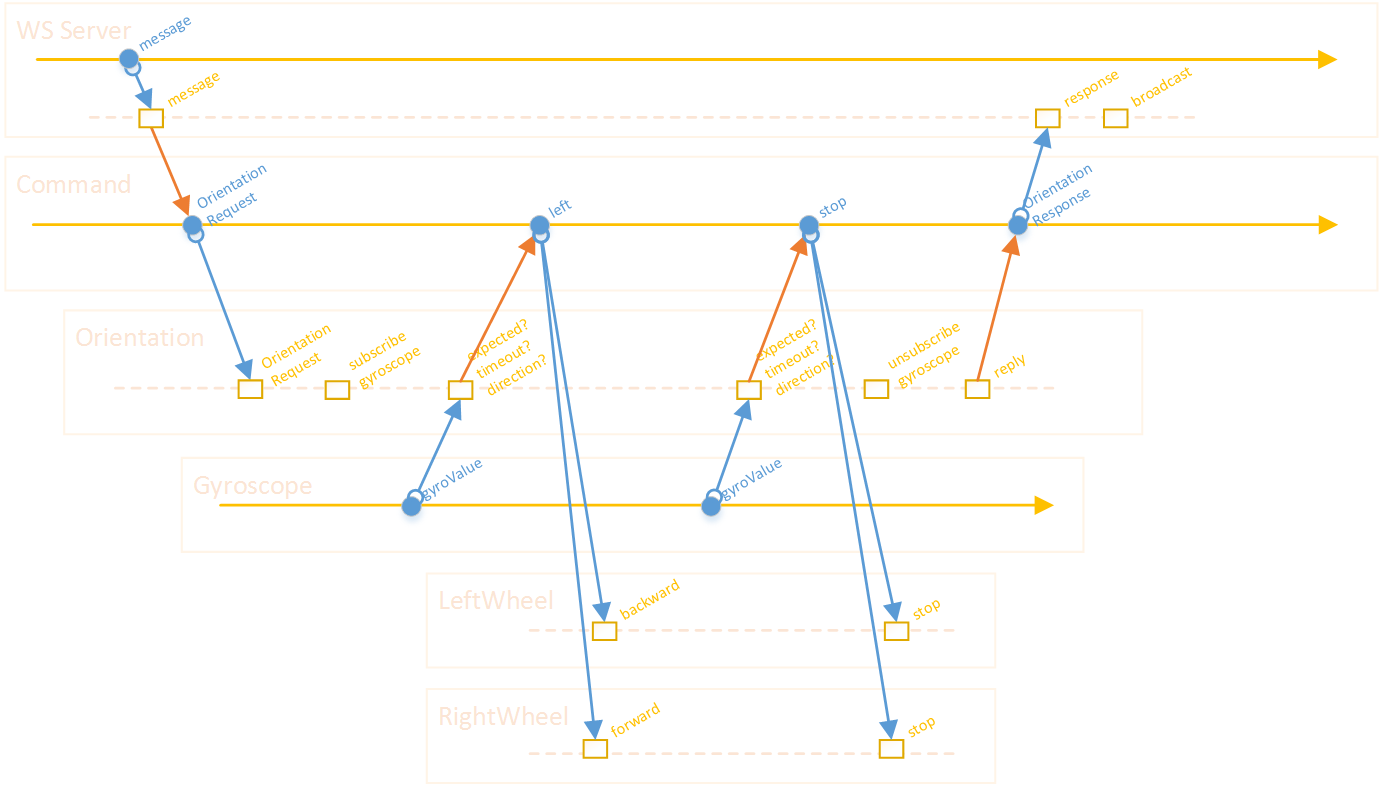 WS Server
message
message
response
broadcast
Command
Orientation
Request
left
stop
Orientation
Response
Orientation
Orientation
Request
subscribe
gyroscope
expected?
timeout?
direction?
expected?
timeout?
direction?
unsubscribe
gyroscope
reply
Gyroscope
gyroValue
gyroValue
LeftWheel
backward
stop
RightWheel
forward
stop